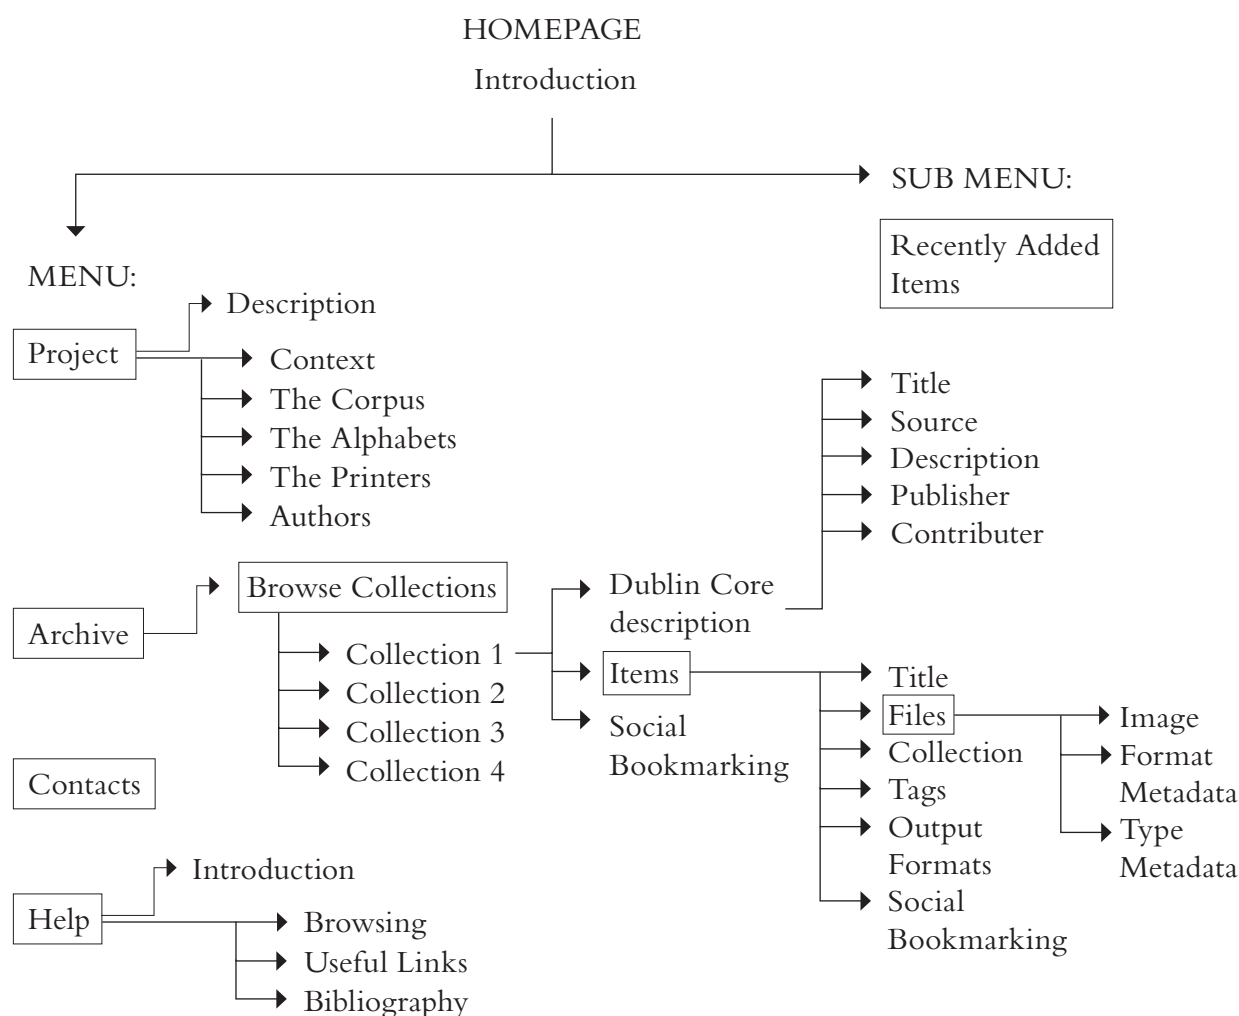 HOMEPAGE
Introduction
SUB MENU:
Recently Added
Items
MENU:
Project
Description
Context
The Corpus
The Alphabets
The Printers
Authors
Archive
Browse Collections
Collection 1
Collection 2
Collection 3
Collection 4
Dublin Core
description
Title
Source
Description
Publisher
Contributer
Items
Social
Bookmarking
Title
Files
Collection
Tags
Output
Formats
Social
Bookmarking
Image
Format
Metadata
Type
Metadata
Contacts
Help
Introduction
Browsing
Useful Links
Bibliography